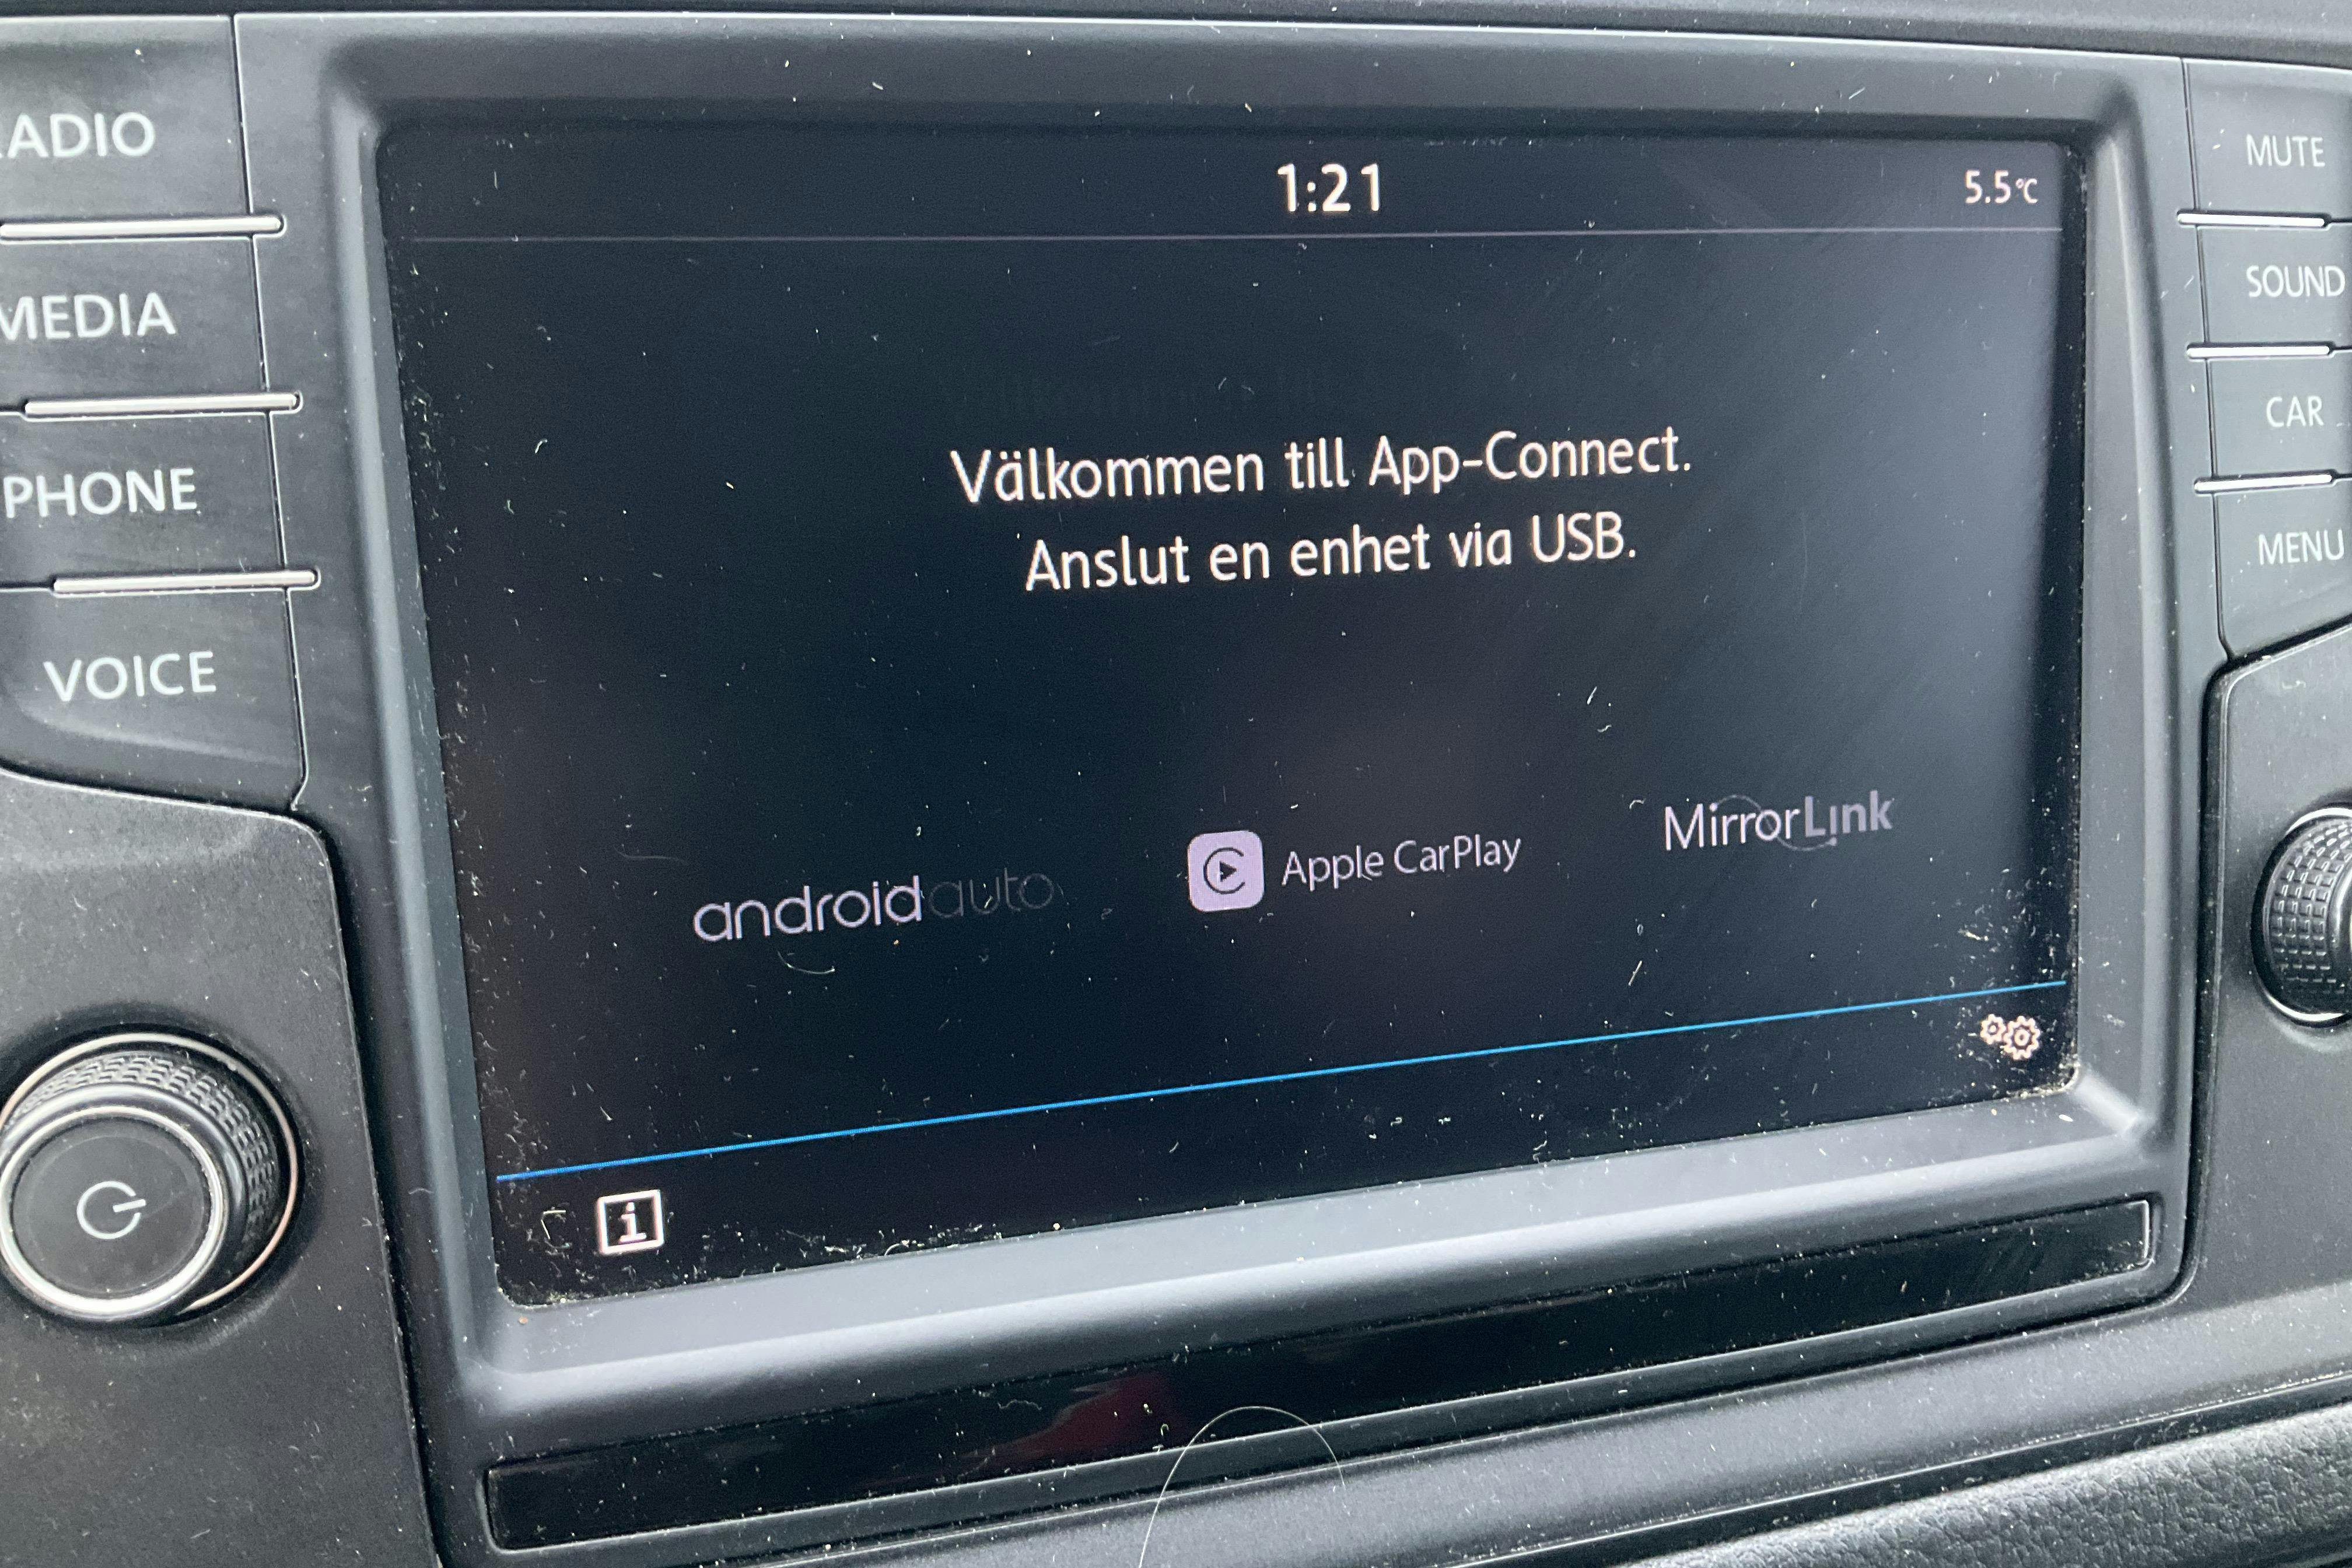 ADIO
MEDIA
PHONE
VOICE
1:21
5.5°C
Välkommen till App-Connect.
Anslut en enhet via USB.
androidauto
Apple CarPlay
MirrorLink
i
MUTE
SOUND
CAR
MENU